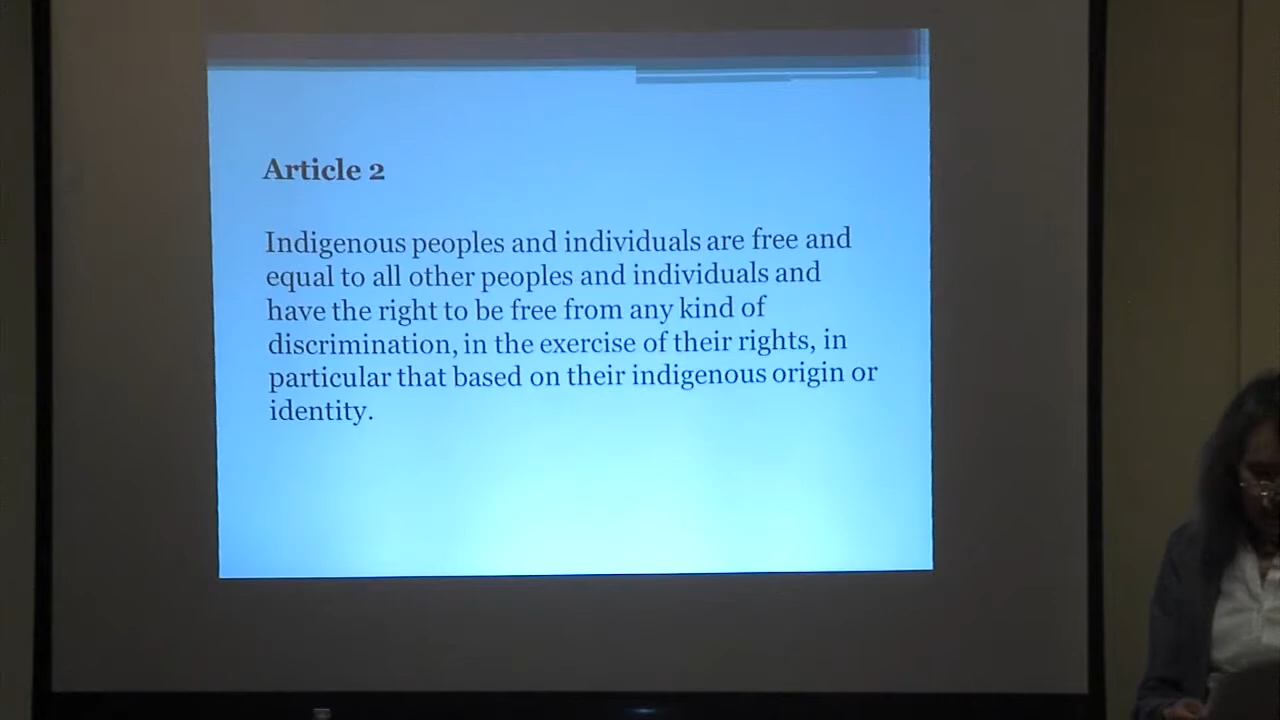 Article 2
Indigenous peoples and individuals are free and
equal to all other peoples and individuals and
have the right to be free from any kind of
discrimination, in the exercise of their rights, in
particular that based on their indigenous origin or
identity.